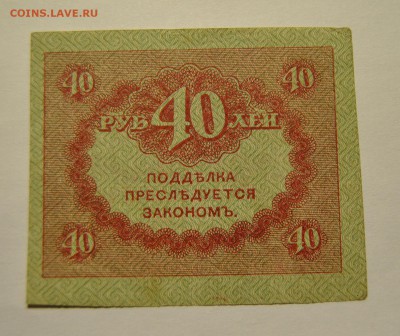 COINS.LAVE.RU
40 40
РУБ 40 ЛЕЙ
ПОДДѢЛКА
ПРЕСЛѢДУЕТСЯ
ЗАКОНОМЪ.
40 40